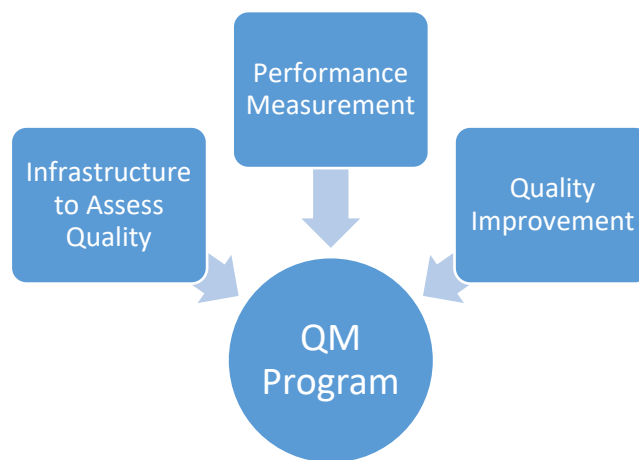 Performance
Measurement
Infrastructure
to Assess
Quality
Quality
Improvement
QM
Program